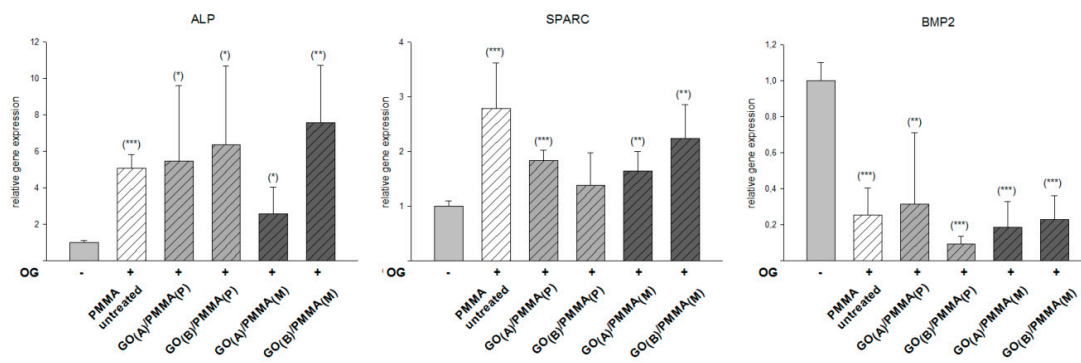 ALP
relative gene expression
12
10
8
6
4
2
(***)
(*)
(*)
(*)
(**)
OG - + + + + +
PMMA
untreated
GO(A)/PMMA(P)
GO(B)/PMMA(P)
GO(A)/PMMA(M)
GO(B)/PMMA(M)
SPARC
relative gene expression
4
3
2
1
(***)
(***)
(**)
(**)
OG - + + + + +
PMMA
untreated
GO(A)/PMMA(P)
GO(B)/PMMA(P)
GO(A)/PMMA(M)
GO(B)/PMMA(M)
BMP2
relative gene expression
1,2
1,0
0,8
0,6
0,4
0,2
(***)
(**)
(***)
(***)
(***)
OG - + + + + +
PMMA
untreated
GO(A)/PMMA(P)
GO(B)/PMMA(P)
GO(A)/PMMA(M)
GO(B)/PMMA(M)